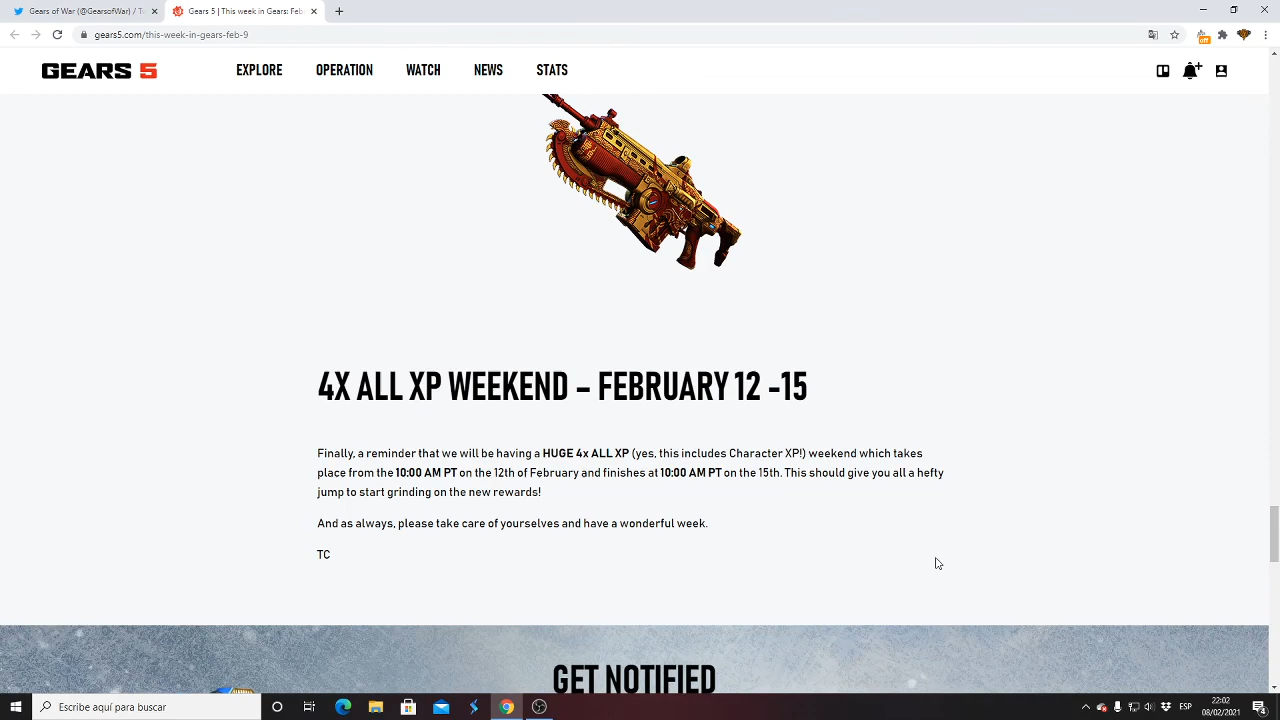 Gears of War (@GearsofWar) / Tw
Gears 5 | This week in Gears: Feb
gears5.com/this-week-in-gears-feb-9
off
GEARS 5
EXPLORE
OPERATION
WATCH
NEWS
STATS
4X ALL XP WEEKEND – FEBRUARY 12 -15
Finally, a reminder that we will be having a HUGE 4x ALL XP (yes, this includes Character XP!) weekend which takes
place from the 10:00 AM PT on the 12th of February and finishes at 10:00 AM PT on the 15th. This should give you all a hefty
jump to start grinding on the new rewards!
And as always, please take care of yourselves and have a wonderful week.
TC
GET NOTIFIED
Escribe aquí para buscar
ESP
22:02
08/02/2021